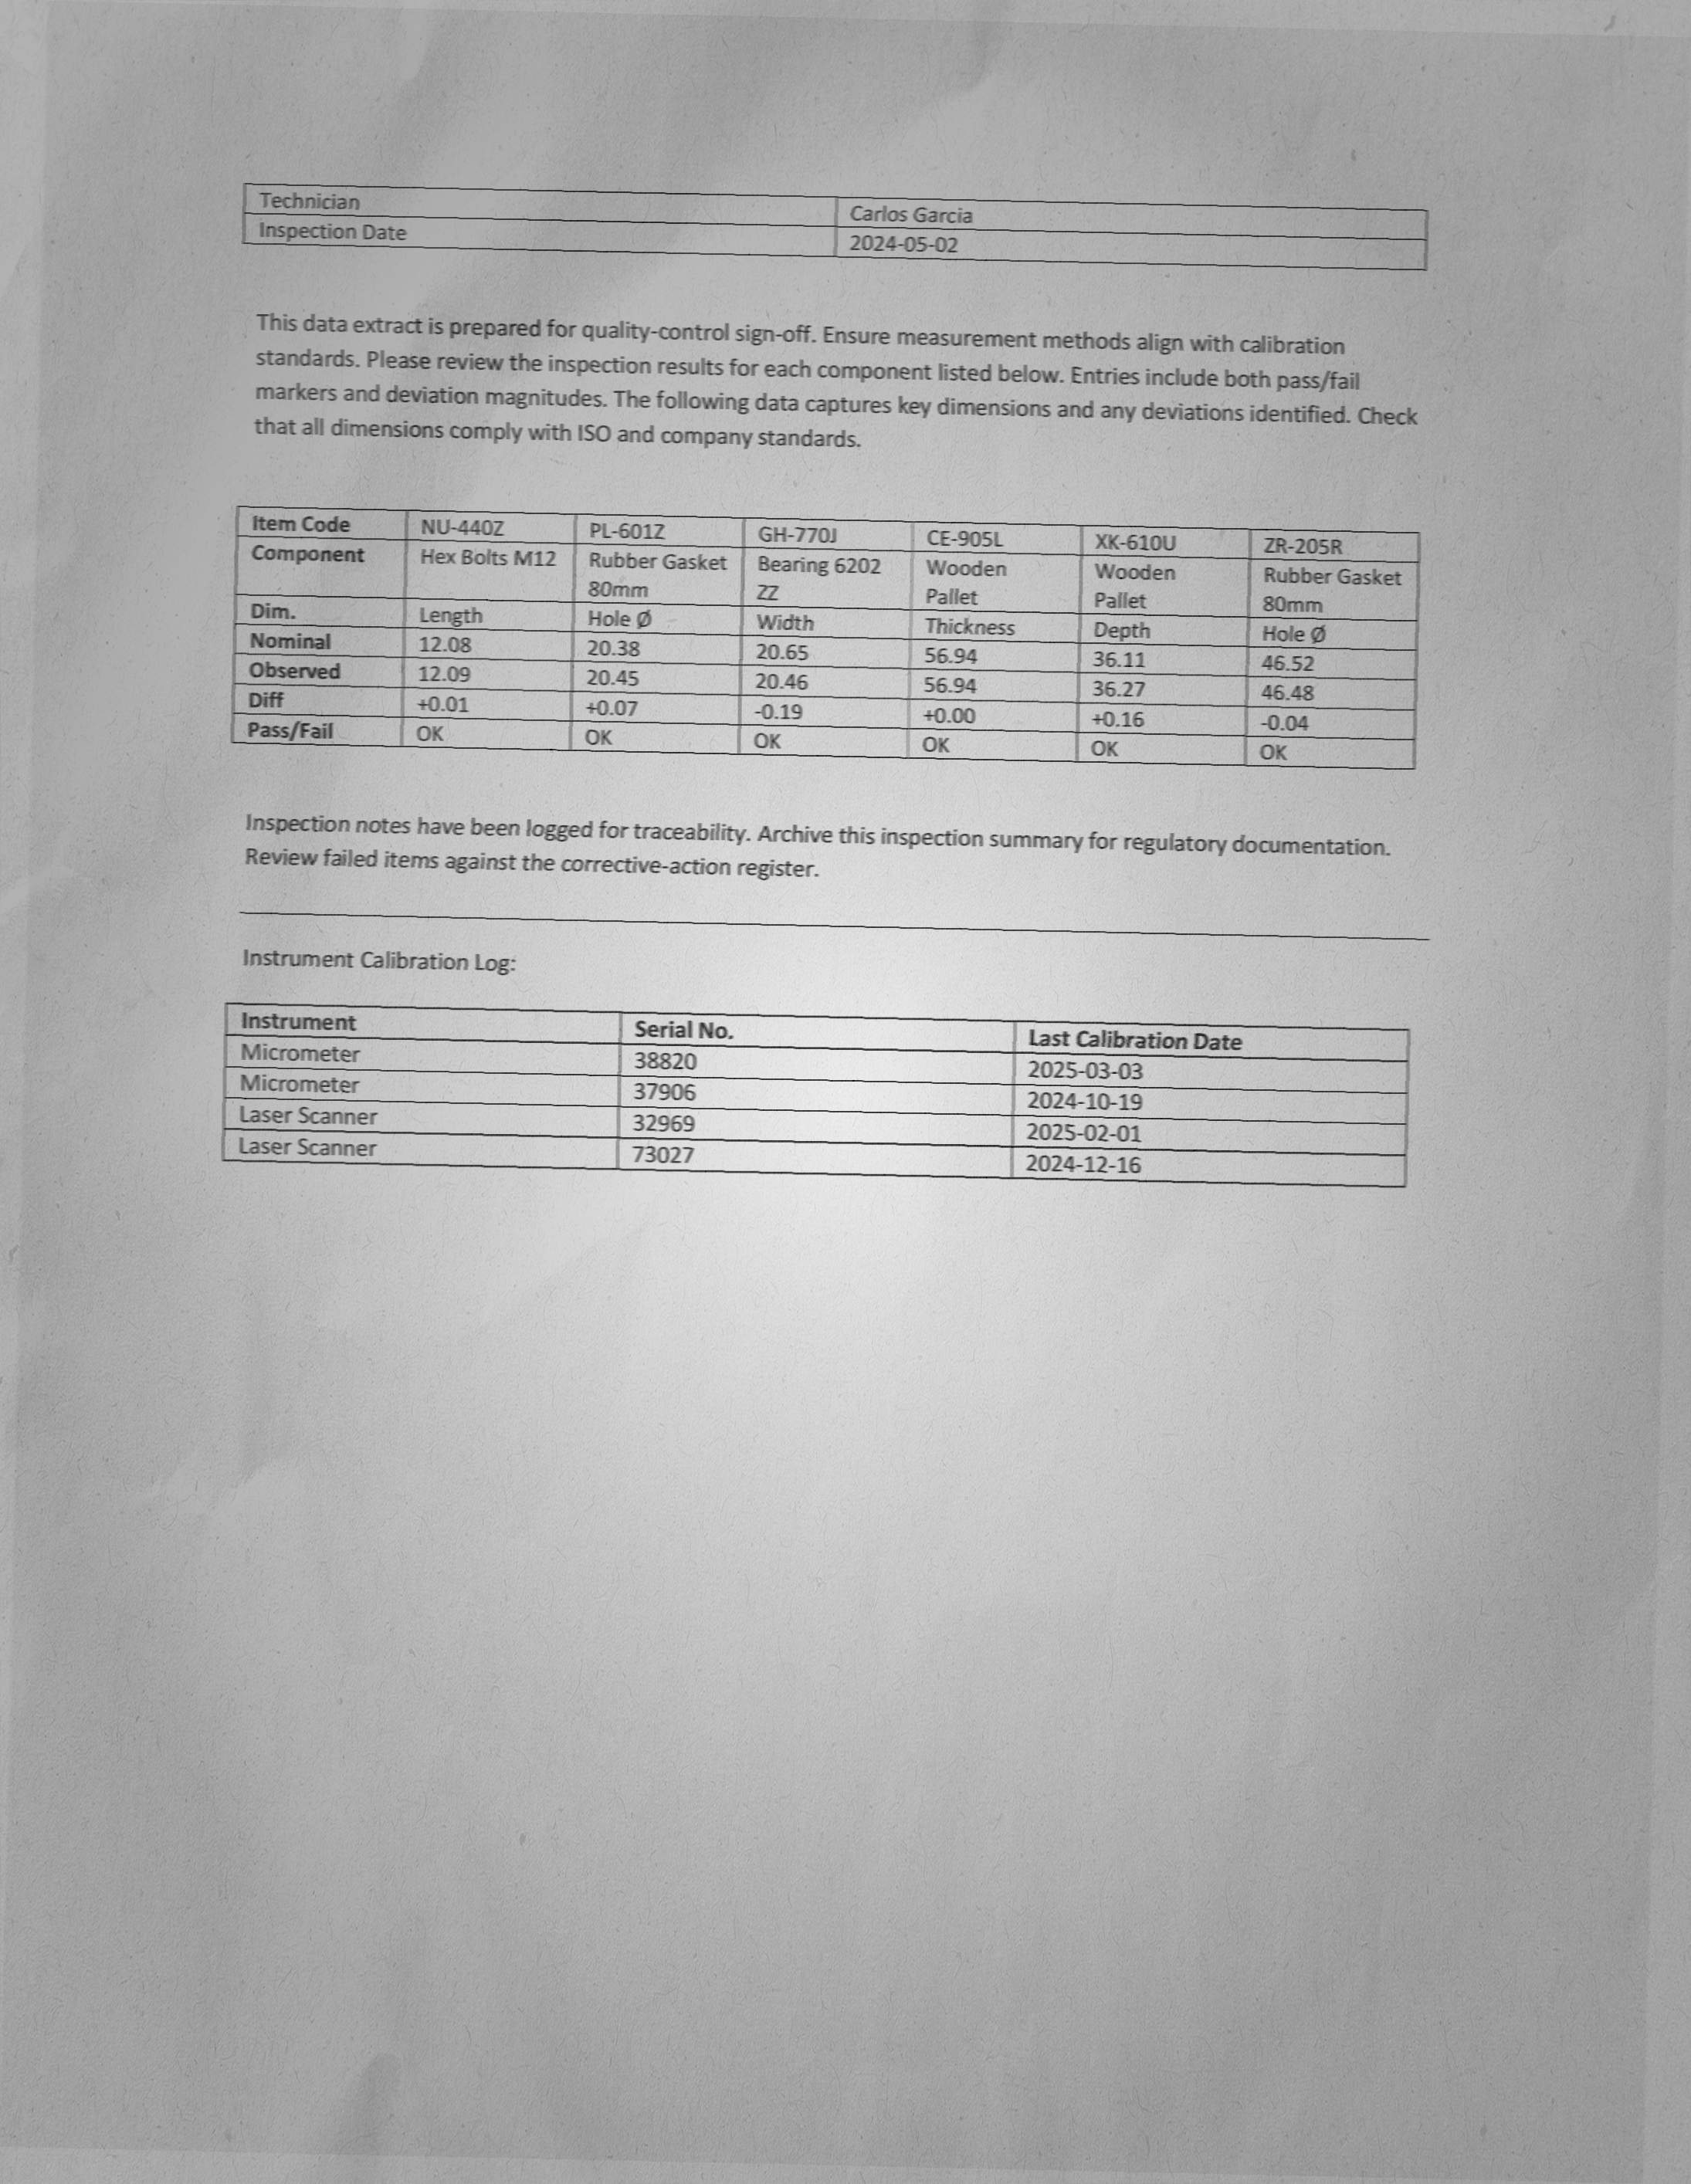 Technician Carlos Garcia
Inspection Date 2024-05-02
This data extract is prepared for quality-control sign-off. Ensure measurement methods align with calibration
standards. Please review the inspection results for each component listed below. Entries include both pass/fail
markers and deviation magnitudes. The following data captures key dimensions and any deviations identified. Check
that all dimensions comply with ISO and company standards.
Item Code NU-440Z PL-601Z GH-770J CE-905L XK-610U ZR-205R
Component Hex Bolts M12 Rubber Gasket Bearing 6202 Wooden Wooden Rubber Gasket
80mm ZZ Pallet Pallet 80mm
Dim. Length Hole Ø Width Thickness Depth Hole Ø
Nominal 12.08 20.38 20.65 56.94 36.11 46.52
Observed 12.09 20.45 20.46 56.94 36.27 46.48
Diff +0.01 +0.07 -0.19 +0.00 +0.16 -0.04
Pass/Fail OK OK OK OK OK OK
Inspection notes have been logged for traceability. Archive this inspection summary for regulatory documentation.
Review failed items against the corrective-action register.
Instrument Calibration Log:
Instrument Serial No. Last Calibration Date
Micrometer 38820 2025-03-03
Micrometer 37906 2024-10-19
Laser Scanner 32969 2025-02-01
Laser Scanner 73027 2024-12-16